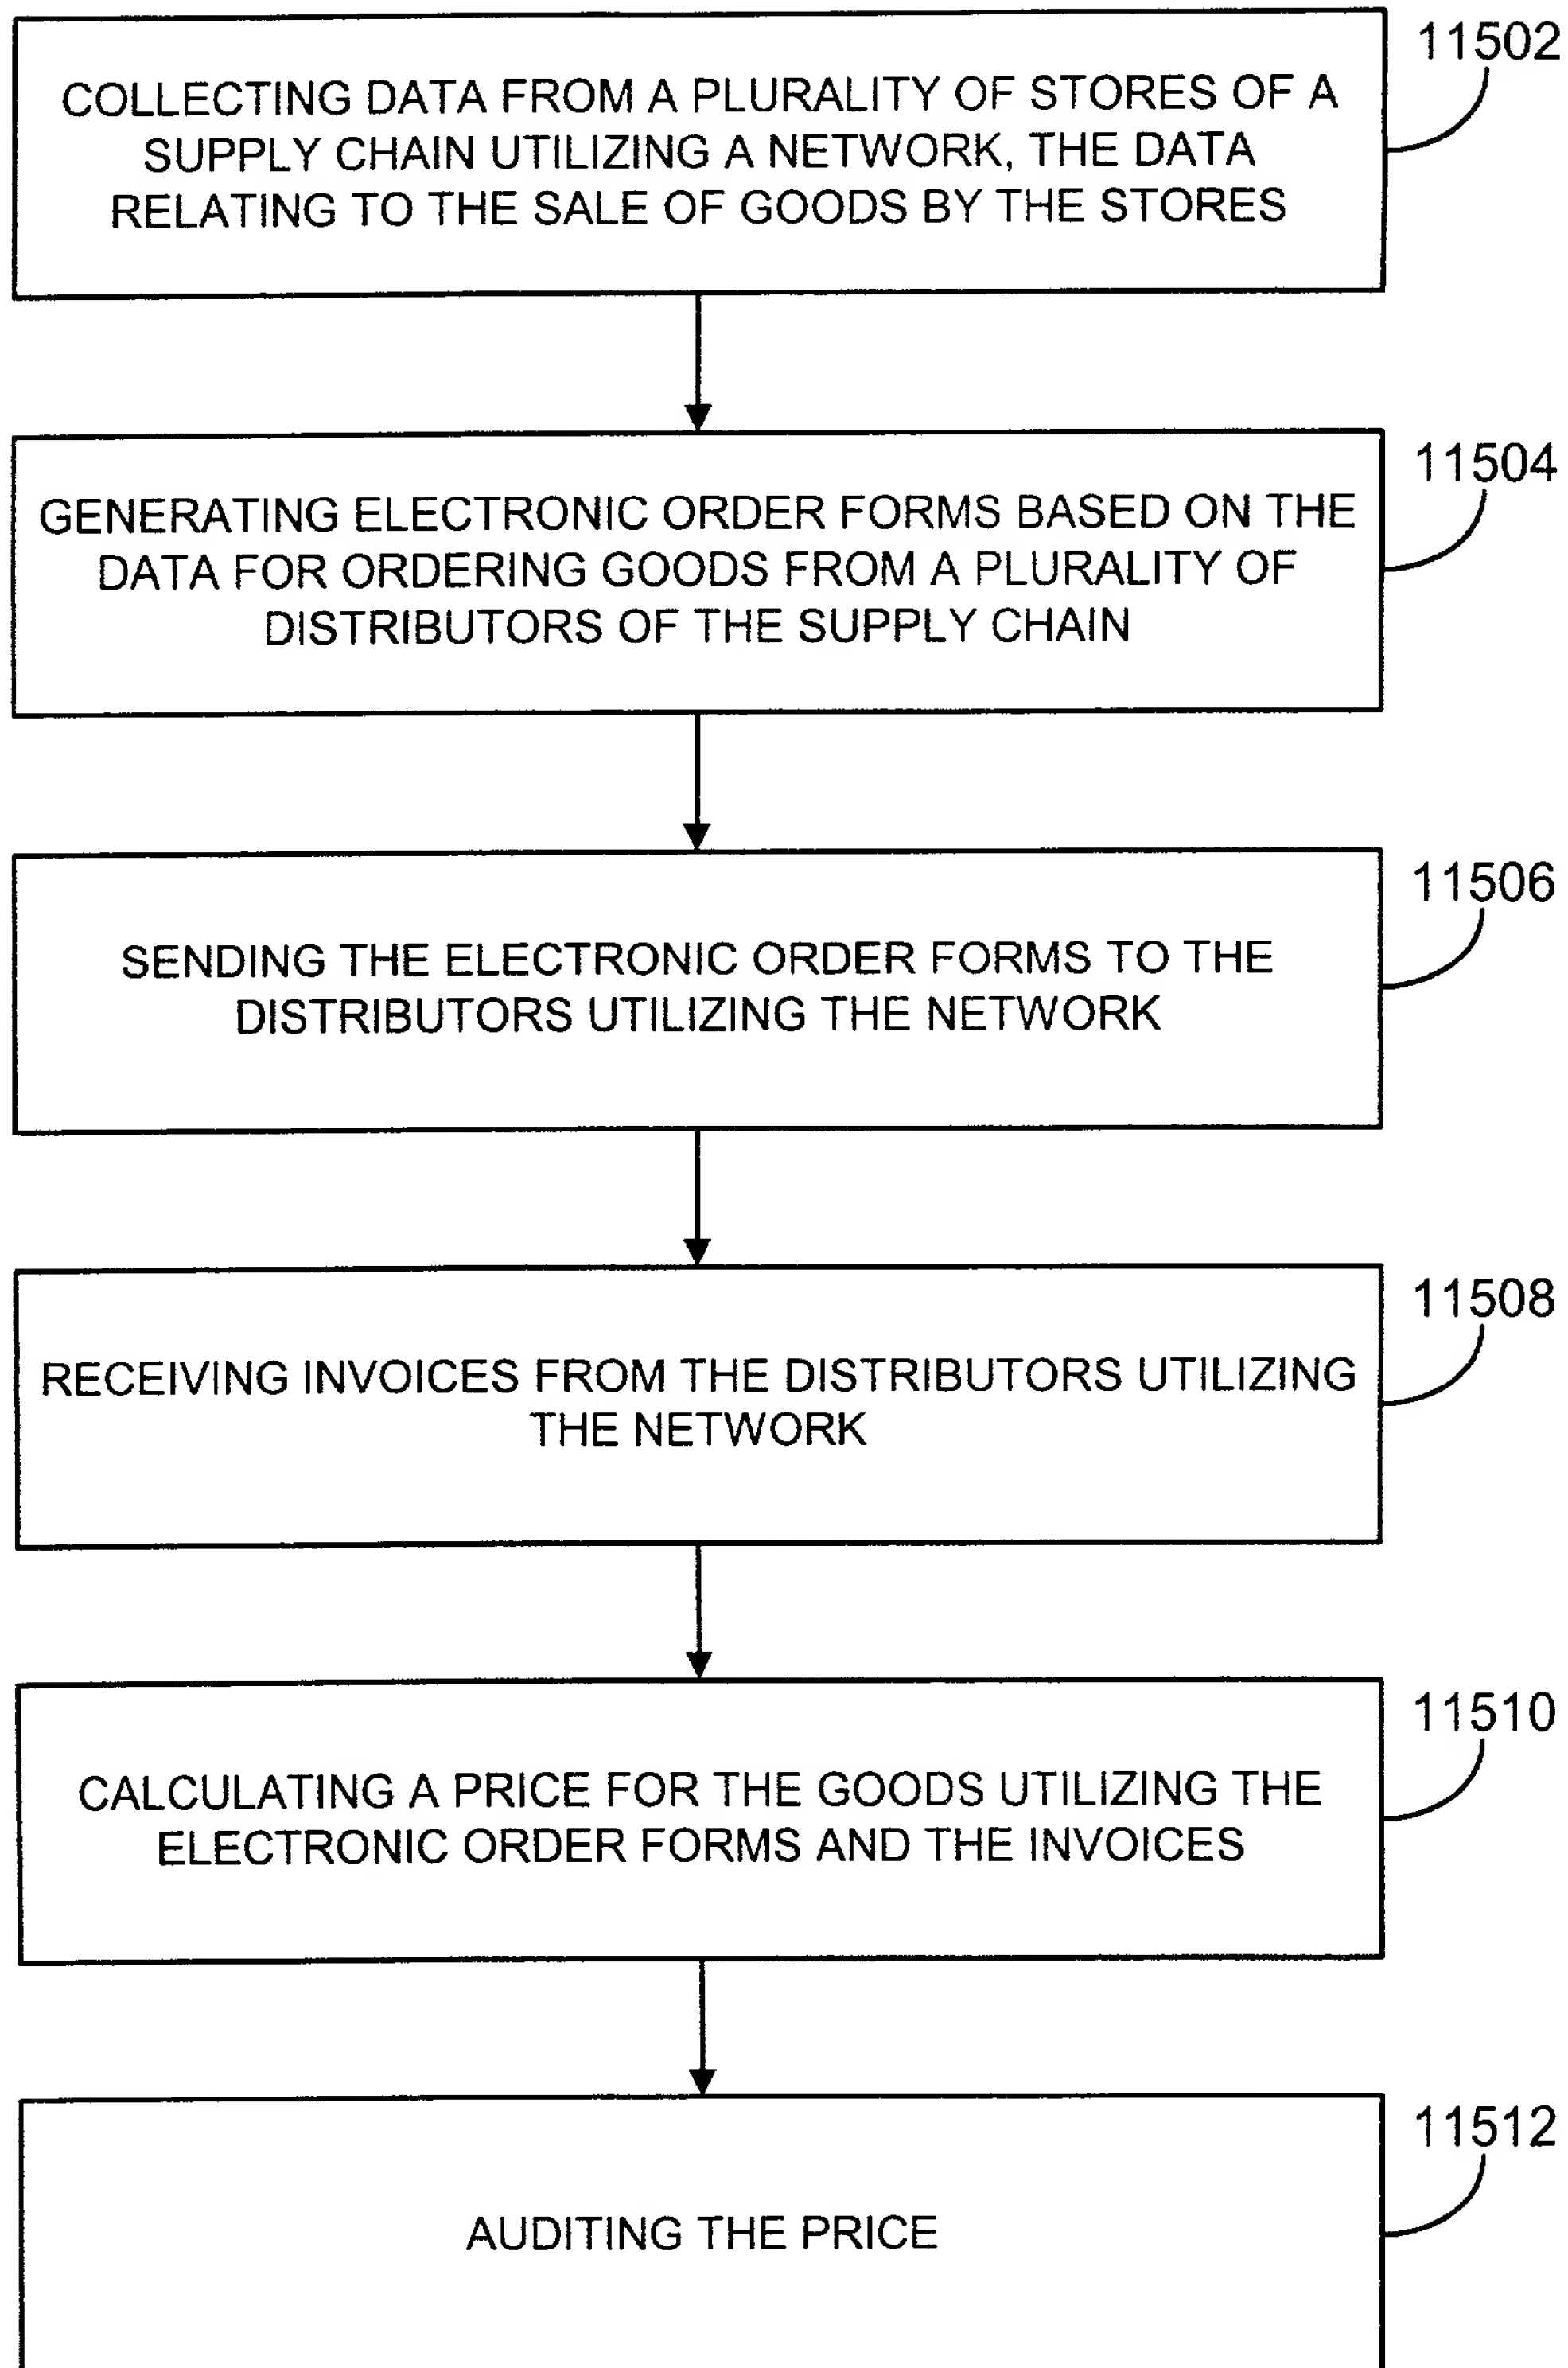 11502
COLLECTING DATA FROM A PLURALITY OF STORES OF A
SUPPLY CHAIN UTILIZING A NETWORK, THE DATA
RELATING TO THE SALE OF GOODS BY THE STORES
11504
GENERATING ELECTRONIC ORDER FORMS BASED ON THE
DATA FOR ORDERING GOODS FROM A PLURALITY OF
DISTRIBUTORS OF THE SUPPLY CHAIN
11506
SENDING THE ELECTRONIC ORDER FORMS TO THE
DISTRIBUTORS UTILIZING THE NETWORK
11508
RECEIVING INVOICES FROM THE DISTRIBUTORS UTILIZING
THE NETWORK
11510
CALCULATING A PRICE FOR THE GOODS UTILIZING THE
ELECTRONIC ORDER FORMS AND THE INVOICES
11512
AUDITING THE PRICE